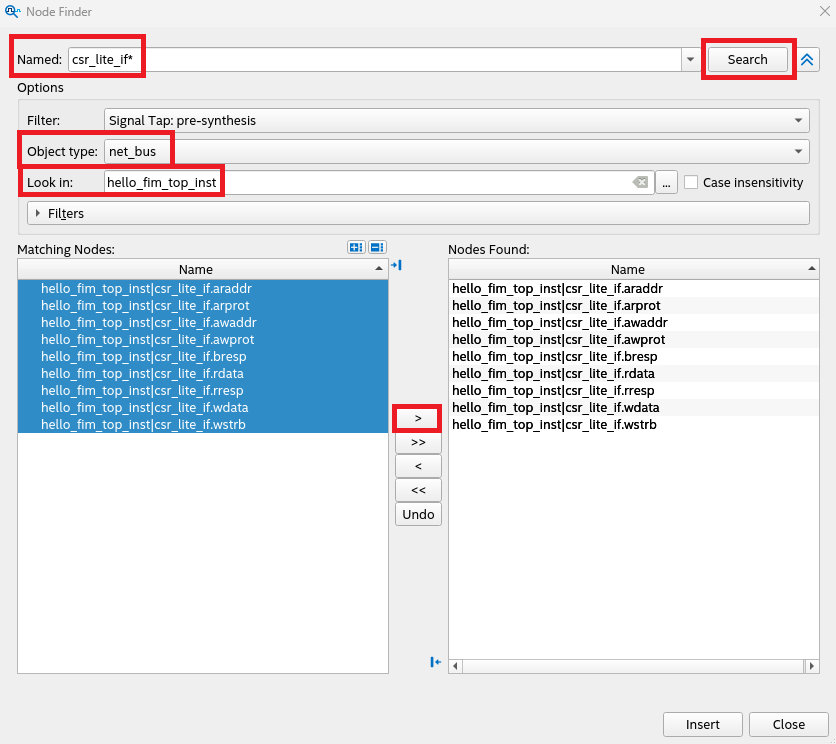 Node Finder
Named: csr_lite_if* Search
Options
Filter: Signal Tap: pre-synthesis
Object type: net_bus
Look in: hello_fim_top_inst ... Case insensitivity
Filters
Matching Nodes:
Name
hello_fim_top_inst|csr_lite_if.araddr
hello_fim_top_inst|csr_lite_if.arprot
hello_fim_top_inst|csr_lite_if.awaddr
hello_fim_top_inst|csr_lite_if.awprot
hello_fim_top_inst|csr_lite_if.bresp
hello_fim_top_inst|csr_lite_if.rdata
hello_fim_top_inst|csr_lite_if.rresp
hello_fim_top_inst|csr_lite_if.wdata
hello_fim_top_inst|csr_lite_if.wstrb
>
>>
<
<<
Undo
Nodes Found:
Name
hello_fim_top_inst|csr_lite_if.araddr
hello_fim_top_inst|csr_lite_if.arprot
hello_fim_top_inst|csr_lite_if.awaddr
hello_fim_top_inst|csr_lite_if.awprot
hello_fim_top_inst|csr_lite_if.bresp
hello_fim_top_inst|csr_lite_if.rdata
hello_fim_top_inst|csr_lite_if.rresp
hello_fim_top_inst|csr_lite_if.wdata
hello_fim_top_inst|csr_lite_if.wstrb
Insert Close